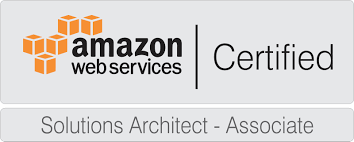 amazon
web services
Certified
Solutions Architect - Associate